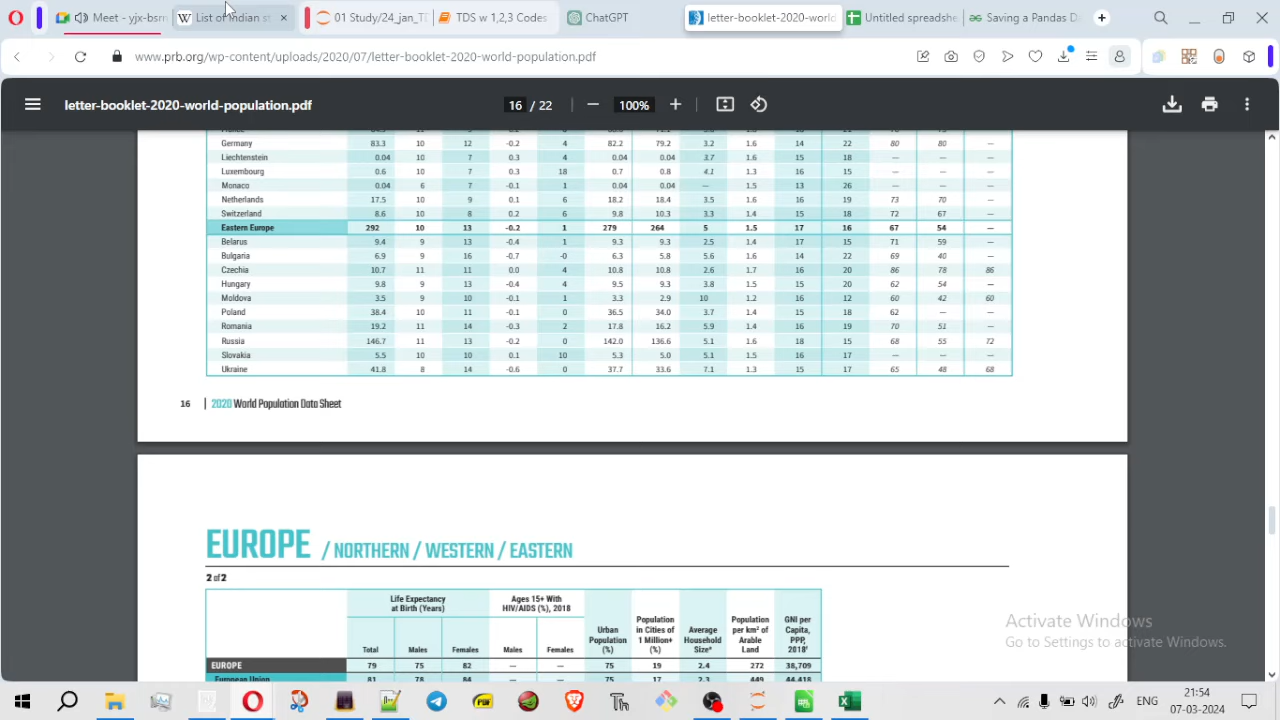 Meet - yjx-nsr
W List of Indian st
01 Study/24_jan_TD
TDS w 1,2,3 Codes
ChatGPT
letter-booklet-2020-world-
Untitled spreadshe
Saving a Pandas Da
www.prb.org/wp-content/uploads/2020/07/letter-booklet-2020-world-population.pdf
letter-booklet-2020-world-population.pdf
16 / 22
100%
Germany 83.3 10 12 -0.2 4 82.2 79.2 3.2 1.6 14 22 80 80 —
Liechtenstein 0.04 10 7 0.3 4 0.04 0.04 3.7 1.6 15 18 — — —
Luxembourg 0.6 10 7 0.3 18 0.7 0.8 4.1 1.3 16 15 — — —
Monaco 0.04 6 7 -0.1 1 0.04 0.04 — 1.5 13 26 — — —
Netherlands 17.5 10 9 0.1 6 18.2 18.4 3.5 1.6 16 19 73 70 —
Switzerland 8.6 10 8 0.2 6 9.8 10.3 3.3 1.4 15 18 72 67 —
Eastern Europe 292 10 13 -0.2 1 279 264 5 1.5 17 16 67 54 —
Belarus 9.4 9 13 -0.4 1 9.3 9.3 2.5 1.4 17 15 71 59 —
Bulgaria 6.9 9 16 -0.7 -0 6.3 5.8 5.6 1.6 14 22 69 40 —
Czechia 10.7 11 11 0.0 4 10.8 10.8 2.6 1.7 16 20 86 78 86
Hungary 9.8 9 13 -0.4 4 9.5 9.3 3.8 1.5 15 20 62 54 —
Moldova 3.5 9 10 -0.1 1 3.3 2.9 10 1.2 16 12 60 42 60
Poland 38.4 10 11 -0.1 0 36.5 34.0 3.7 1.4 15 18 62 — —
Romania 19.2 11 14 -0.3 2 17.8 16.2 5.9 1.4 16 19 70 51 —
Russia 146.7 11 13 -0.2 0 142.0 136.6 5.1 1.6 18 15 68 55 72
Slovakia 5.5 10 10 0.1 10 5.3 5.0 5.1 1.5 16 17 — — —
Ukraine 41.8 8 14 -0.6 0 37.7 33.6 7.1 1.3 15 17 65 48 68
16 | 2020 World Population Data Sheet
EUROPE / NORTHERN / WESTERN / EASTERN
2 of 2
Life Expectancy at Birth (Years)
Ages 15+ With HIV/AIDS (%), 2018
Total
Males
Females
Males
Females
Urban Population (%)
Population in Cities of 1 Million+ (%)
Average Household Sizeᵃ
Population per km² of Arable Land
GNI per Capita, PPP, 2018ᶠ
EUROPE 79 75 82 — — 75 19 2.4 272 38,709
European Union 81 78 84 — — 75 17 2.3 449 44,418
Activate Windows
Go to Settings to activate Windows.
ENG
21:54
07-03-2024